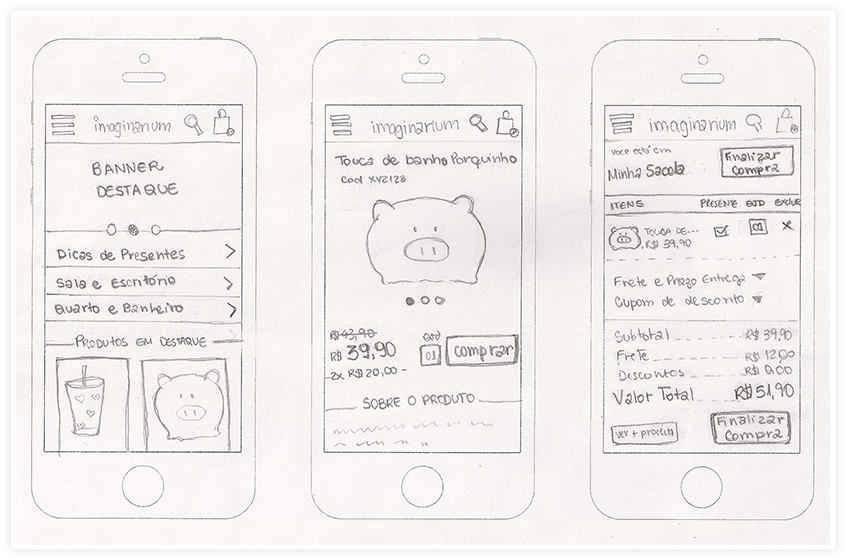 imaginarium
BANNER
DESTAQUE
Dicas de Presentes
Sala e Escritório
Quarto e Banheiro
PRODUTOS EM DESTAQUE
imaginarium
Touca de banho Porquinho
Cod XYZ123
R$ 43,90
R$ 39,90
2x R$ 20,00
QTD
01
comprar
SOBRE O PRODUTO
imaginarium
Você está em
Minha Sacola
Finalizar
Compra
ITENS PRESENTE QTD EXCLUIR
TOUCA DE...
R$ 39,90
01
Frete e Prazo Entrega
Cupom de desconto
Subtotal R$ 39,90
Frete R$ 12,00
Descontos R$ 0,00
Valor Total R$ 51,90
ver + produtos
Finalizar
Compra